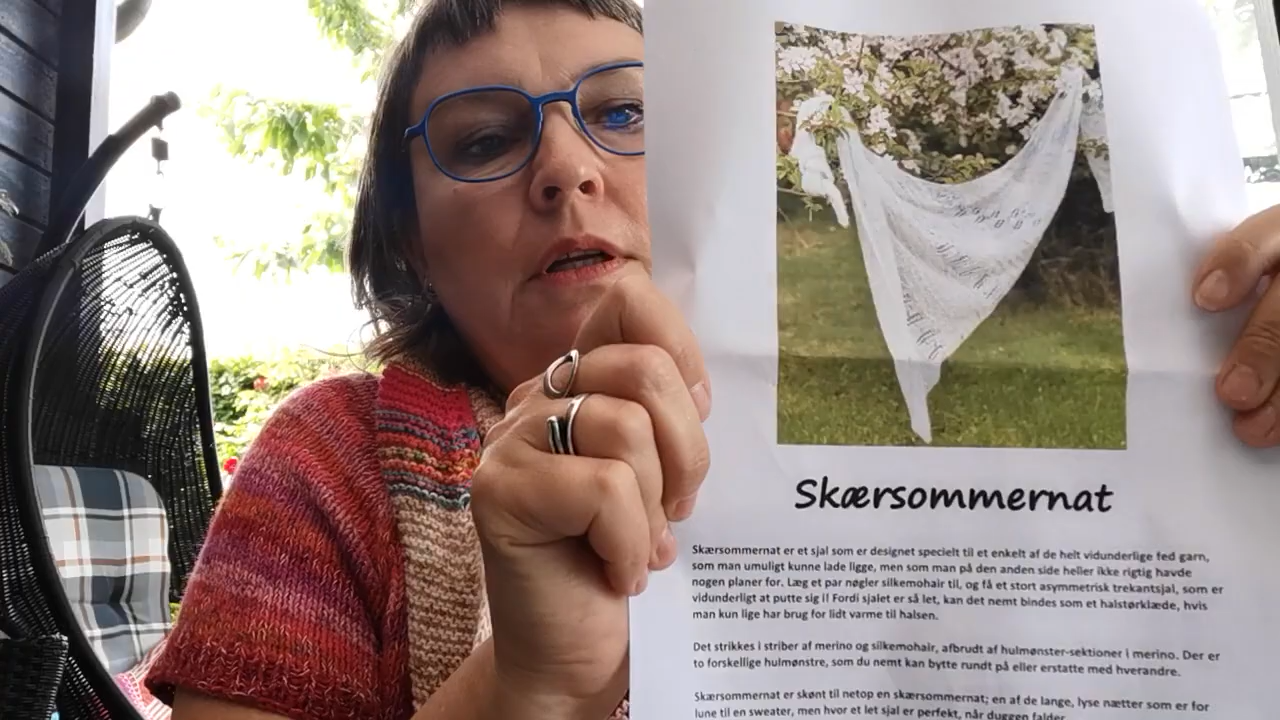 Skærsommernat
Skærsommernat er et sjal som er designet specielt til et enkelt af de helt vidunderlige fed garn,
som man umuligt kunne lade ligge, men som man på den anden side heller ikke rigtig havde
nogen planer for. Læg et par nøgler silkemohair til, og få et stort asymmetrisk trekantsjal, som er
vidunderligt at putte sig i! Fordi sjalet er så let, kan det nemt bindes som et halstørklæde, hvis
man kun lige har brug for lidt varme til halsen.
Det strikkes i striber af merino og silkemohair, afbrudt af hulmønster-sektioner i merino. Der er
to forskellige hulmønstre, som du nemt kan bytte rundt på eller erstatte med hverandre.
Skærsommernat er skønt til netop en skærsommernat; en af de lange, lyse nætter som er for
lune til en sweater, men hvor et let sjal er perfekt, når duggen falder.